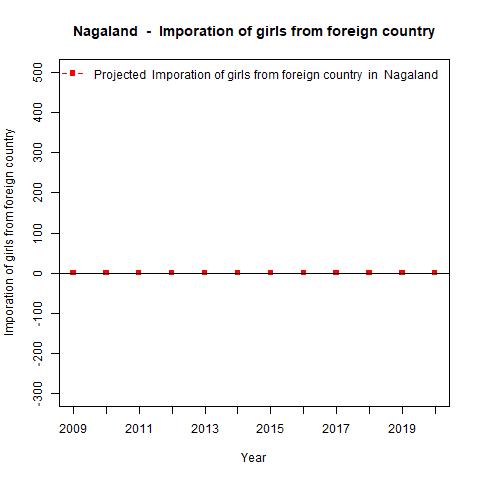 Nagaland - Imporation of girls from foreign country
Projected Imporation of girls from foreign country in Nagaland
Imporation of girls from foreign country
500
400
300
200
100
0
-100
-200
-300
2009 2011 2013 2015 2017 2019
Year